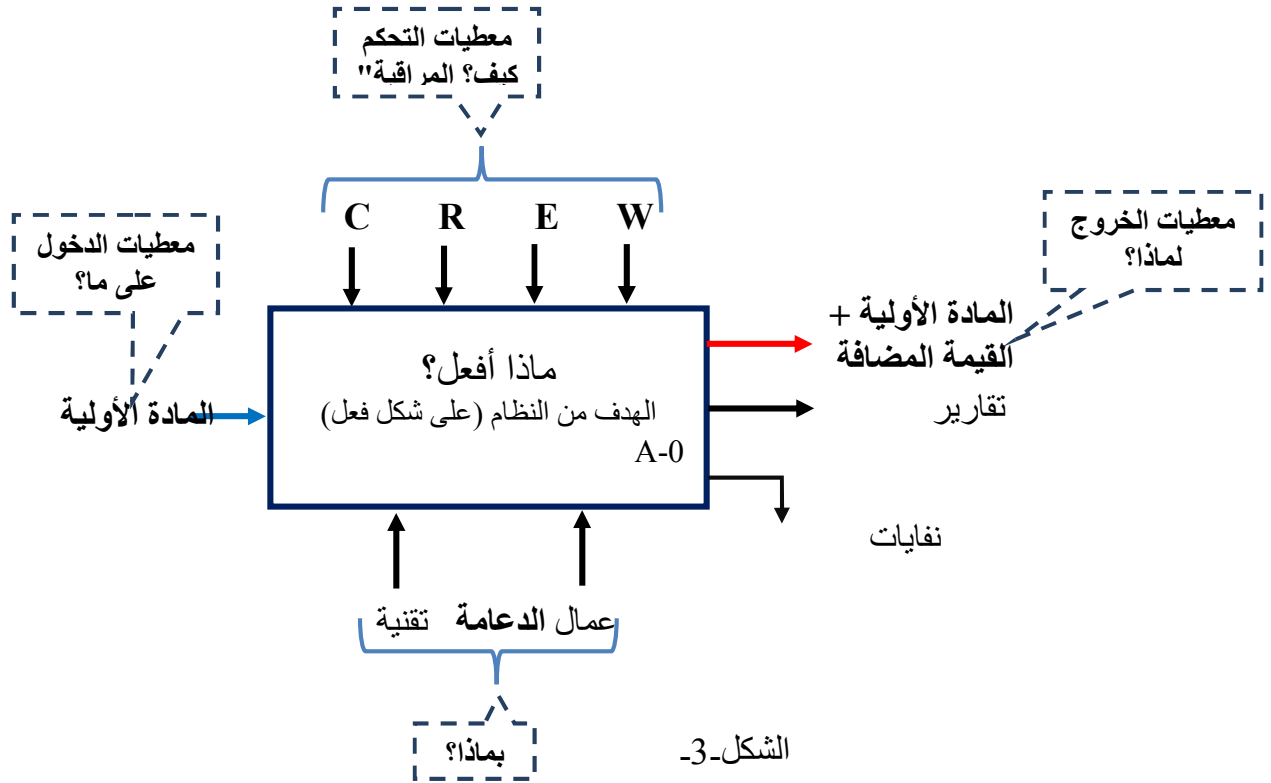 معطيات التحكم
كيف؟ المراقبة"
C R E W
معطيات الدخول
على ما؟
معطيات الخروج
لماذا؟
المادة الأولية +
القيمة المضافة
ماذا أفعل؟
الهدف من النظام (على شكل فعل)
A-0
المادة الأولية
تقارير
نفايات
عمال الدعامة تقنية
بماذا؟
الشكل-3-